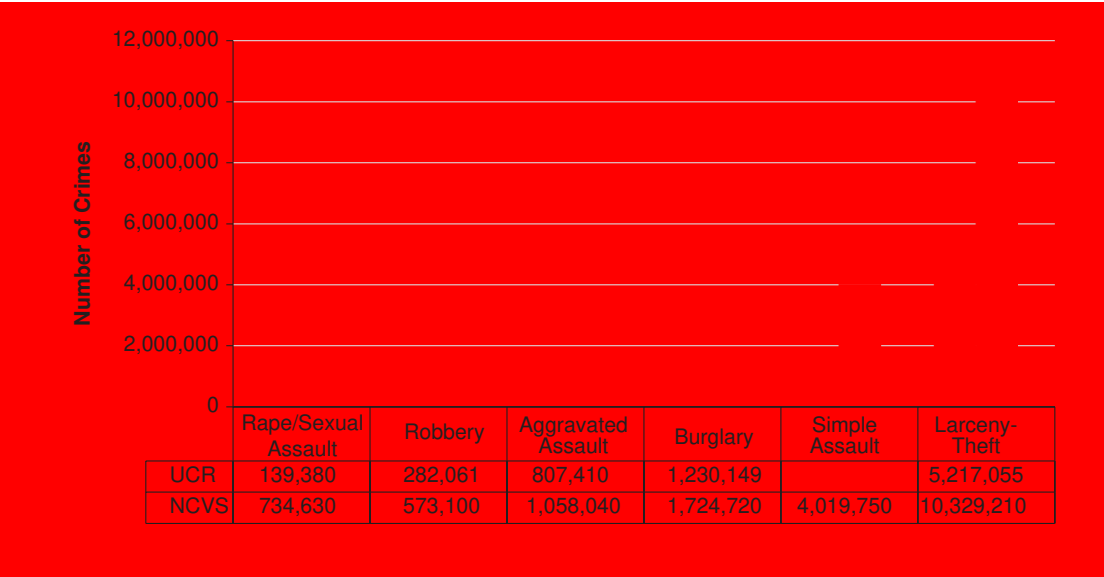 12,000,000
10,000,000
8,000,000
6,000,000
4,000,000
2,000,000
0
Number of Crimes
Rape/Sexual Assault Robbery Aggravated Assault Burglary Simple Assault Larceny-Theft
UCR 139,380 282,061 807,410 1,230,149 5,217,055
NCVS 734,630 573,100 1,058,040 1,724,720 4,019,750 10,329,210